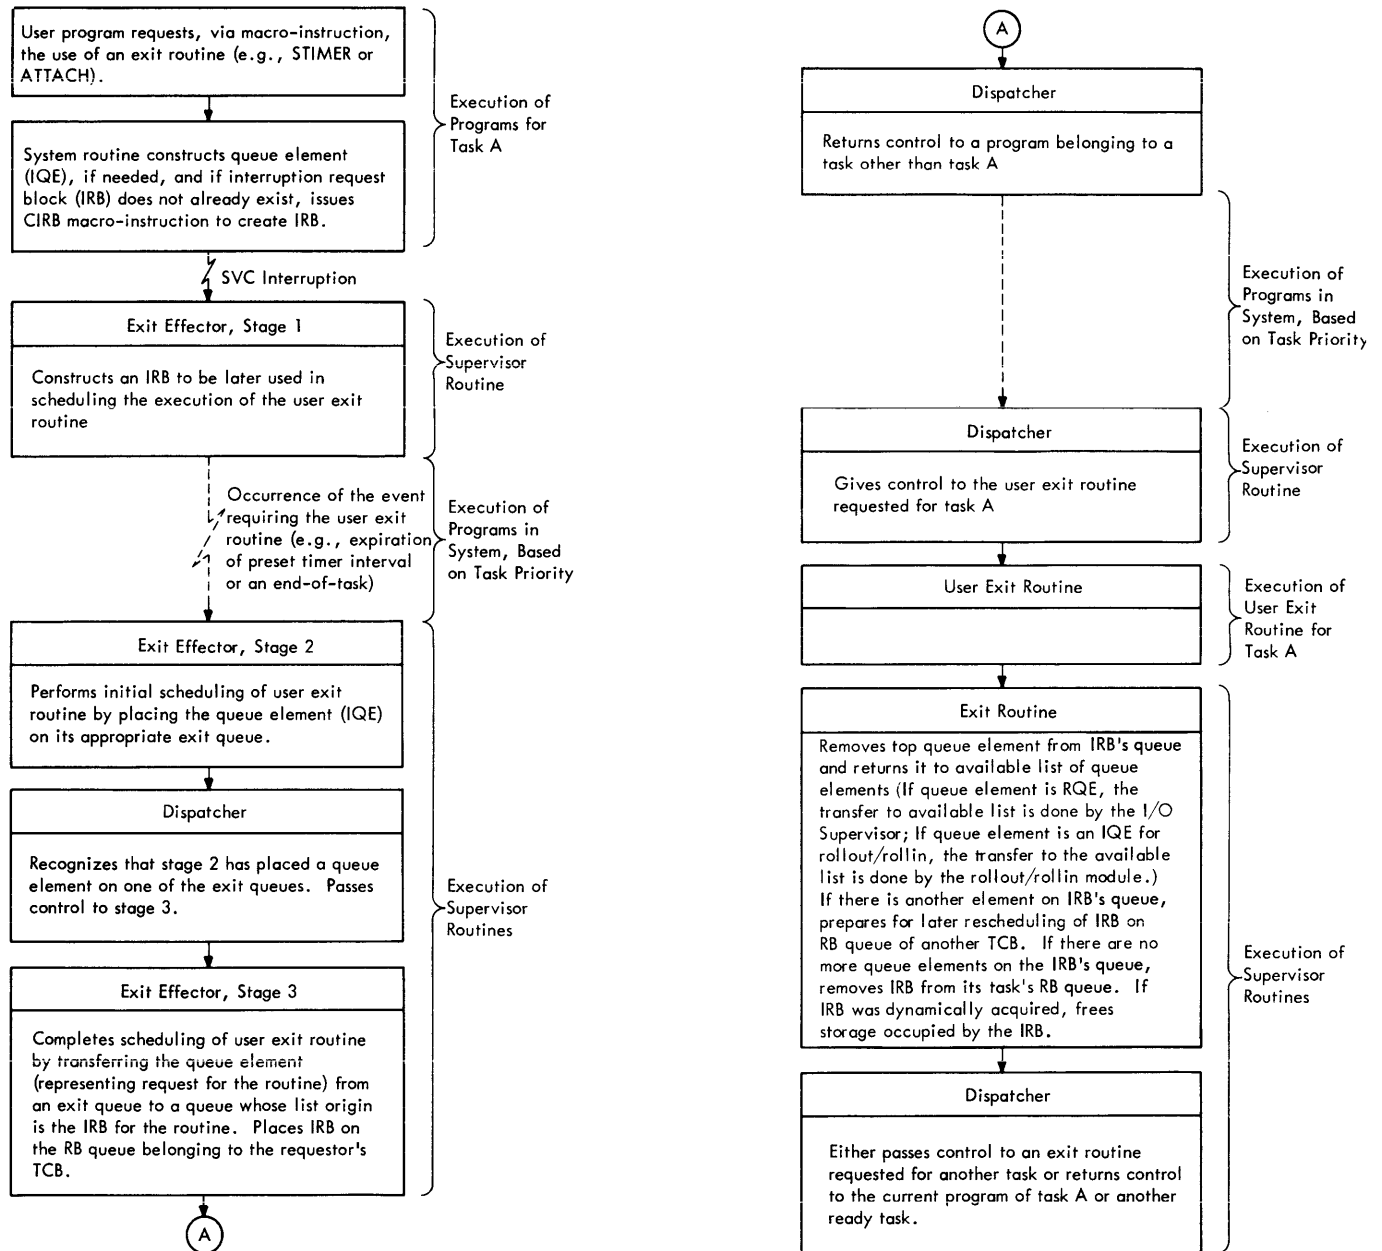 User program requests, via macro-instruction,
the use of an exit routine (e.g., STIMER or
ATTACH).
Execution of
Programs for
Task A
System routine constructs queue element
(IQE), if needed, and if interruption request
block (IRB) does not already exist, issues
CIRB macro-instruction to create IRB.
SVC Interruption
Exit Effector, Stage 1
Constructs an IRB to be later used in
scheduling the execution of the user exit
routine
Execution of
Supervisor
Routine
Occurrence of the event
requiring the user exit
routine (e.g., expiration
of preset timer interval
or an end-of-task)
Execution of
Programs in
System, Based
on Task Priority
Exit Effector, Stage 2
Performs initial scheduling of user exit
routine by placing the queue element (IQE)
on its appropriate exit queue.
Dispatcher
Recognizes that stage 2 has placed a queue
element on one of the exit queues. Passes
control to stage 3.
Execution of
Supervisor
Routines
Exit Effector, Stage 3
Completes scheduling of user exit routine
by transferring the queue element
(representing request for the routine) from
an exit queue to a queue whose list origin
is the IRB for the routine. Places IRB on
the RB queue belonging to the requestor's
TCB.
A
A
Dispatcher
Returns control to a program belonging to a
task other than task A
Execution of
Programs in
System, Based
on Task Priority
Dispatcher
Gives control to the user exit routine
requested for task A
Execution of
Supervisor
Routine
User Exit Routine
Execution of
User Exit
Routine for
Task A
Exit Routine
Removes top queue element from IRB's queue
and returns it to available list of queue
elements (If queue element is RQE, the
transfer to available list is done by the I/O
Supervisor; If queue element is an IQE for
rollout/rollin, the transfer to the available
list is done by the rollout/rollin module.)
If there is another element on IRB's queue,
prepares for later rescheduling of IRB on
RB queue of another TCB. If there are no
more queue elements on the IRB's queue,
removes IRB from its task's RB queue. If
IRB was dynamically acquired, frees
storage occupied by the IRB.
Execution of
Supervisor
Routines
Dispatcher
Either passes control to an exit routine
requested for another task or returns control
to the current program of task A or another
ready task.